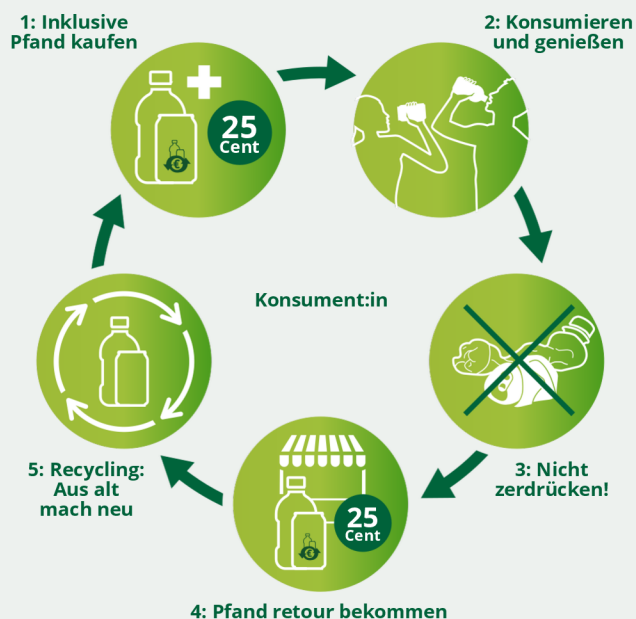 1: Inklusive
Pfand kaufen
25
Cent
2: Konsumieren
und genießen
Konsument:in
3: Nicht
zerdrücken!
25
Cent
4: Pfand retour bekommen
5: Recycling:
Aus alt
mach neu